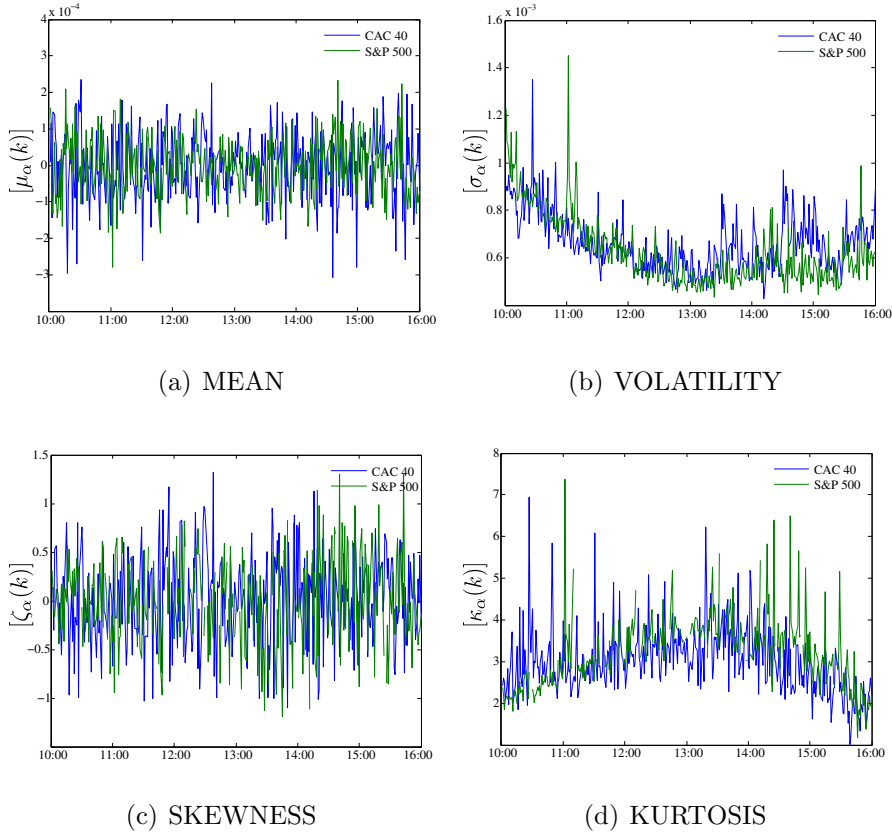 x 10⁻⁴
4
3
2
1
0
−1
−2
−3
[μα(k)]
CAC 40
S&P 500
10:00 11:00 12:00 13:00 14:00 15:00 16:00
(a) MEAN
x 10⁻³
1.6
1.4
1.2
1
0.8
0.6
[σα(k)]
CAC 40
S&P 500
10:00 11:00 12:00 13:00 14:00 15:00 16:00
(b) VOLATILITY
1.5
1
0.5
0
−0.5
−1
[ζα(k)]
CAC 40
S&P 500
10:00 11:00 12:00 13:00 14:00 15:00 16:00
(c) SKEWNESS
8
7
6
5
4
3
2
[κα(k)]
CAC 40
S&P 500
10:00 11:00 12:00 13:00 14:00 15:00 16:00
(d) KURTOSIS